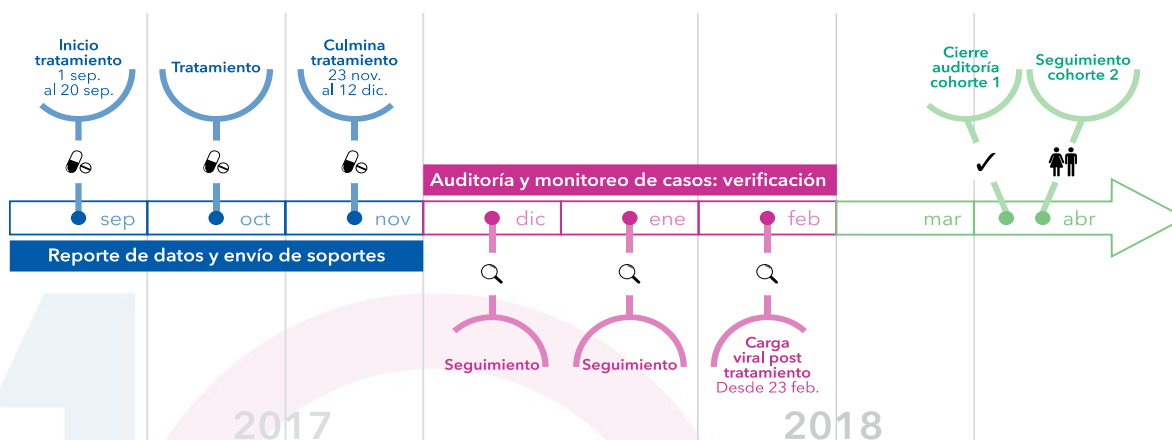 Inicio
tratamiento
1 sep.
al 20 sep.
Tratamiento
Culmina
tratamiento
23 nov.
al 12 dic.
Cierre
auditoría
cohorte 1
Seguimiento
cohorte 2
Auditoría y monitoreo de casos: verificación
sep oct nov dic ene feb mar abr
Reporte de datos y envío de soportes
Seguimiento
Seguimiento
Carga
viral post
tratamiento
Desde 23 feb.
2017 2018